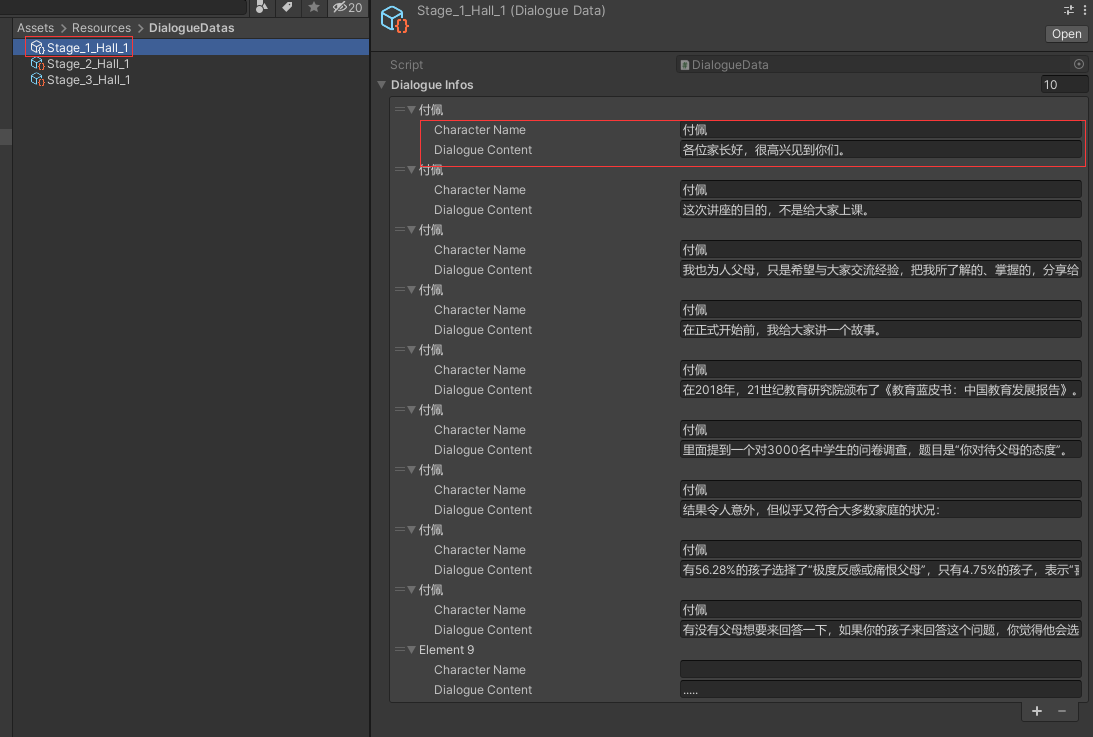 20
Assets > Resources > DialogueDatas
Stage_1_Hall_1
Stage_2_Hall_1
Stage_3_Hall_1
Stage_1_Hall_1 (Dialogue Data)
Open
Script DialogueData
Dialogue Infos 10
付佩
Character Name 付佩
Dialogue Content 各位家长好，很高兴见到你们。
付佩
Character Name 付佩
Dialogue Content 这次讲座的目的，不是给大家上课。
付佩
Character Name 付佩
Dialogue Content 我也为人父母，只是希望与大家交流经验，把我所了解的、掌握的，分享给
付佩
Character Name 付佩
Dialogue Content 在正式开始前，我给大家讲一个故事。
付佩
Character Name 付佩
Dialogue Content 在2018年，21世纪教育研究院颁布了《教育蓝皮书：中国教育发展报告》。
付佩
Character Name 付佩
Dialogue Content 里面提到一个对3000名中学生的问卷调查，题目是“你对待父母的态度”。
付佩
Character Name 付佩
Dialogue Content 结果令人意外，但似乎又符合大多数家庭的状况：
付佩
Character Name 付佩
Dialogue Content 有56.28%的孩子选择了“极度反感或痛恨父母”，只有4.75%的孩子，表示“
付佩
Character Name 付佩
Dialogue Content 有没有父母想要来回答一下，如果你的孩子来回答这个问题，你觉得他会选
Element 9
Character Name
Dialogue Content .....